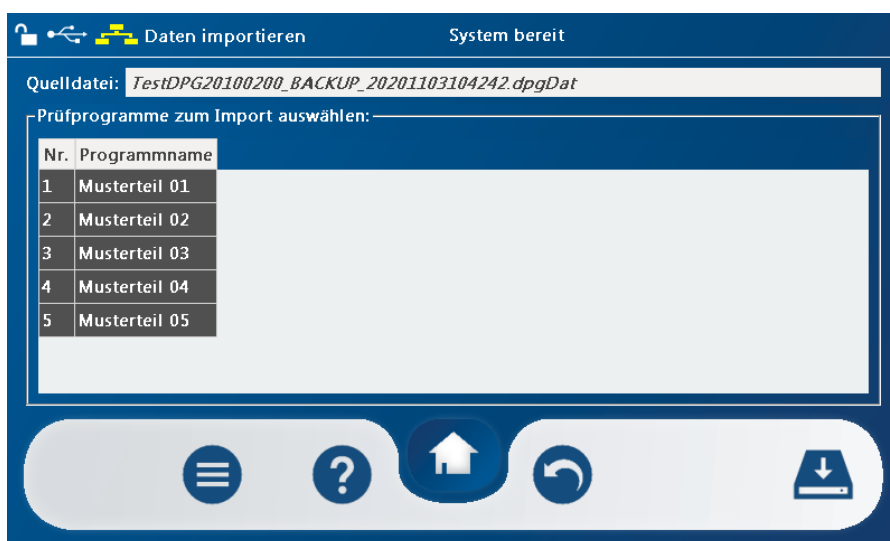 Daten importieren System bereit
Quelldatei: TestDPG20100200_BACKUP_20201103104242.dpgDat
Prüfprogramme zum Import auswählen:
Nr. Programmname
1 Musterteil 01
2 Musterteil 02
3 Musterteil 03
4 Musterteil 04
5 Musterteil 05
?